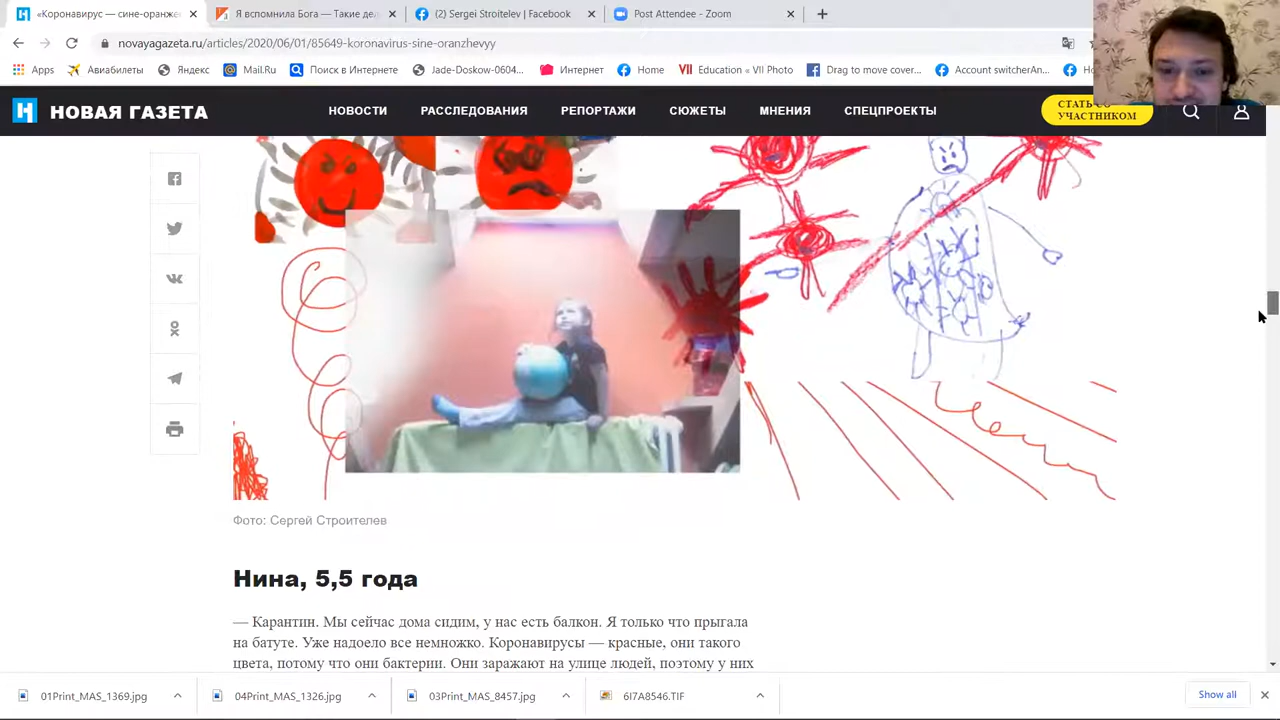 «Коронавирус — сине-оранже
Я вспомнила Бога — Такие дел
(2) Sergei Stroitelev | Facebook
Post Attendee - Zoom
novayagazeta.ru/articles/2020/06/01/85649-koronavirus-sine-oranzhevyy
Apps
Авиабилеты
Яндекс
Mail.Ru
Поиск в Интернете
Jade-Doskow-0604...
Интернет
Home
VII Education « VII Photo
Drag to move cover...
Account switcherAn...
НОВАЯ ГАЗЕТА
НОВОСТИ
РАССЛЕДОВАНИЯ
РЕПОРТАЖИ
СЮЖЕТЫ
МНЕНИЯ
СПЕЦПРОЕКТЫ
СТАТЬ СО
УЧАСТНИКОМ
Фото: Сергей Строителев
Нина, 5,5 года
— Карантин. Мы сейчас дома сидим, у нас есть балкон. Я только что прыгала
на батуте. Уже надоело все немножко. Коронавирусы — красные, они такого
цвета, потому что они бактерии. Они заражают на улице людей, поэтому у них
01Print_MAS_1369.jpg
04Print_MAS_1326.jpg
03Print_MAS_8457.jpg
6I7A8546.TIF
Show all